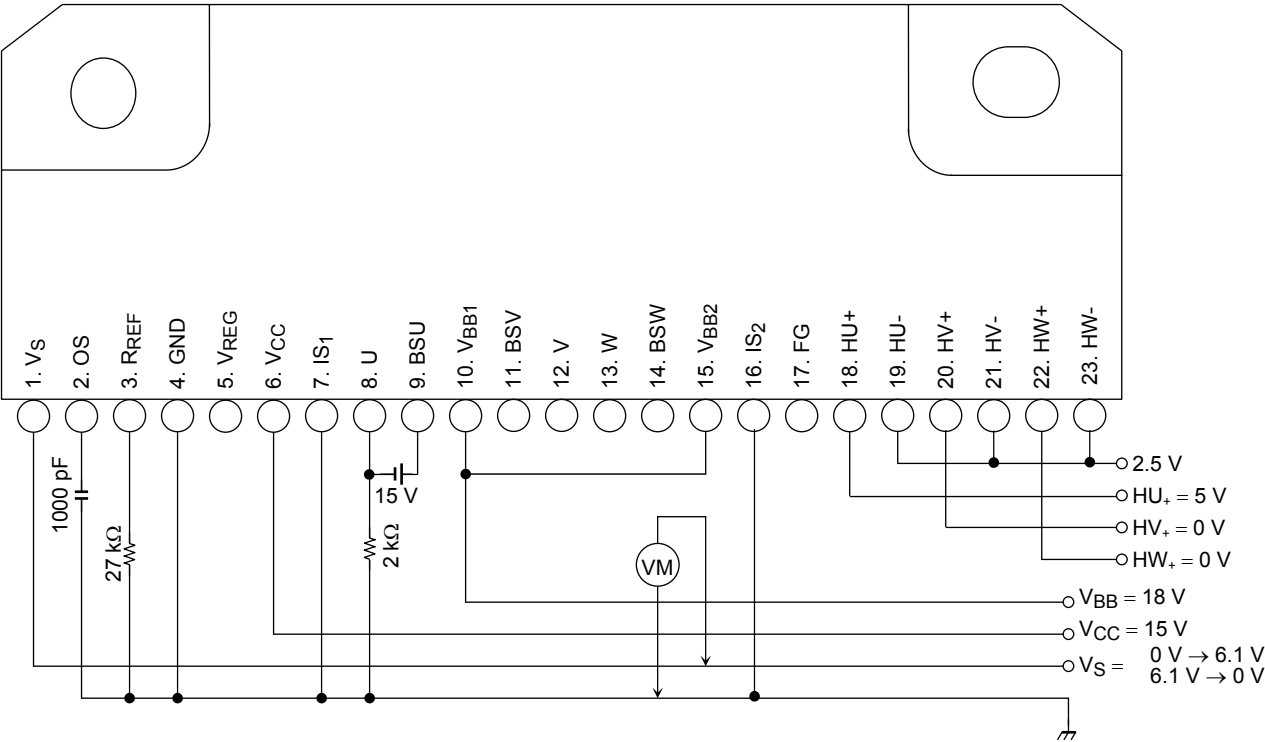 1. VS
2. OS
3. RREF
4. GND
5. VREG
6. VCC
7. IS1
8. U
9. BSU
10. VBB1
11. BSV
12. V
13. W
14. BSW
15. VBB2
16. IS2
17. FG
18. HU+
19. HU-
20. HV+
21. HV-
22. HW+
23. HW-
1000 pF
27 kΩ
15 V
2 kΩ
VM
2.5 V
HU+ = 5 V
HV+ = 0 V
HW+ = 0 V
VBB = 18 V
VCC = 15 V
VS = 0 V → 6.1 V
6.1 V → 0 V